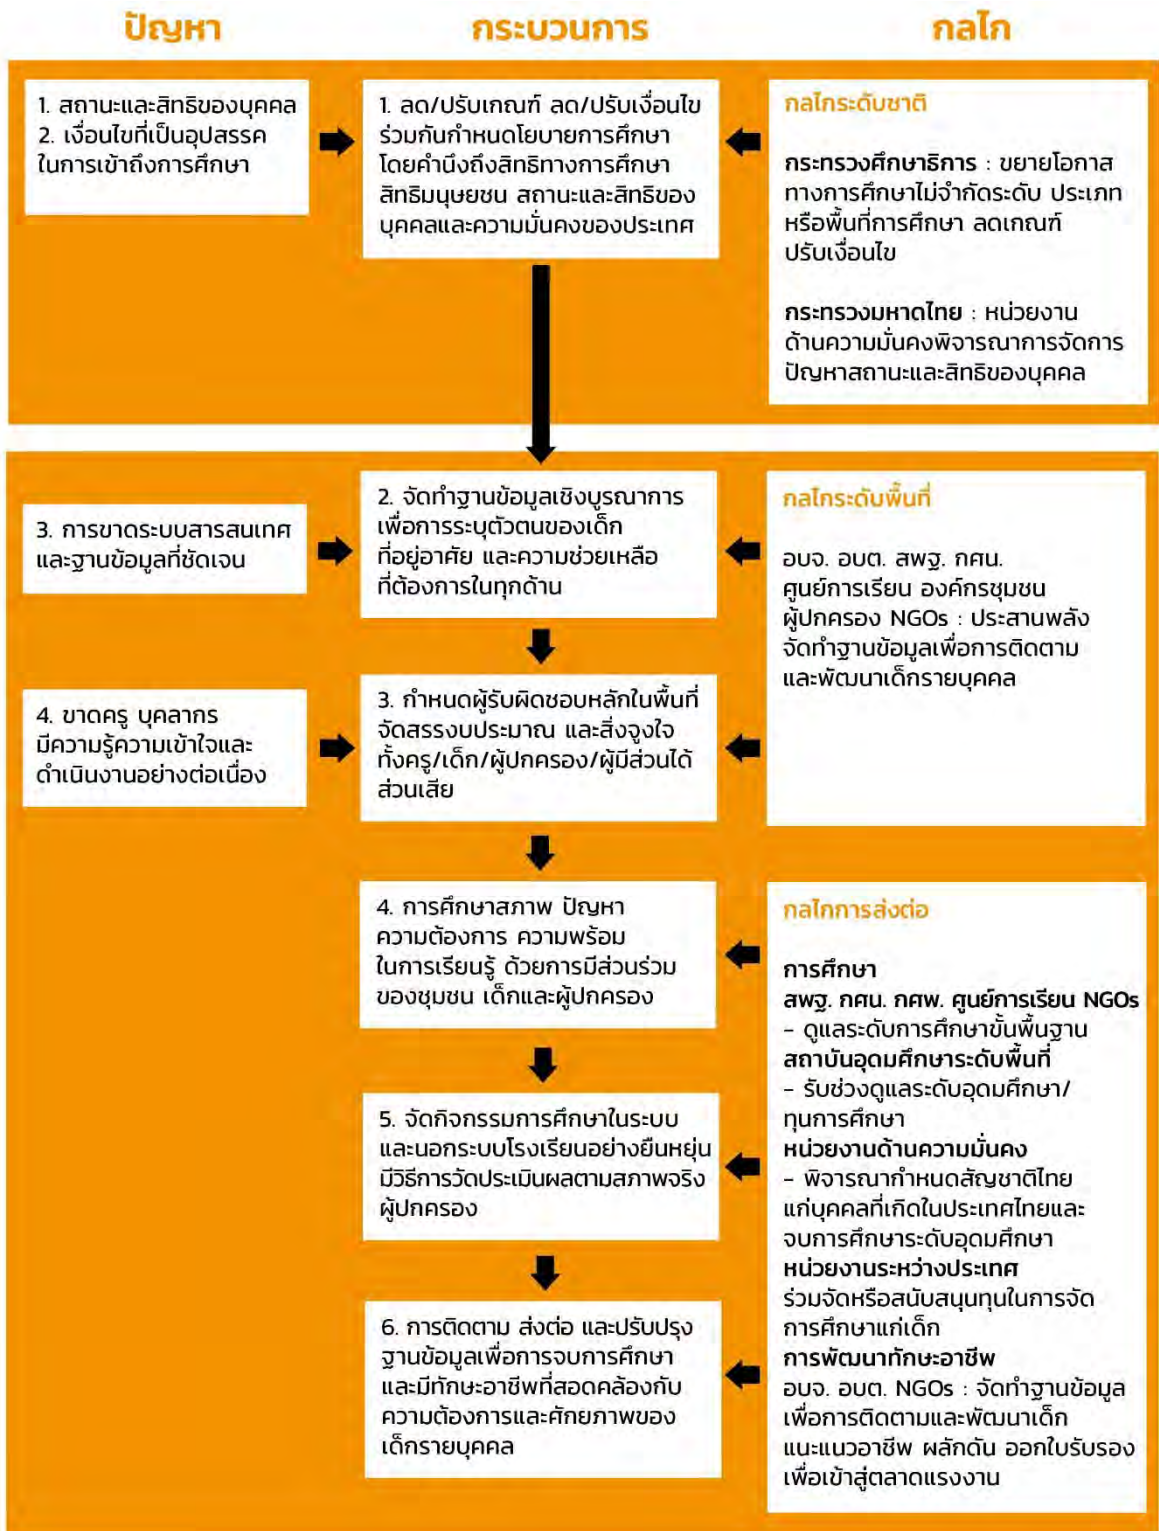 ปัญหา
กระบวนการ
กลไก
1. สถานะและสิทธิของบุคคล
2. เงื่อนไขที่เป็นอุปสรรค
ในการเข้าถึงการศึกษา
1. ลด/ปรับเกณฑ์ ลด/ปรับเงื่อนไข
ร่วมกันกำหนดโยบายการศึกษา
โดยคำนึงถึงสิทธิทางการศึกษา
สิทธิมนุษยชน สถานะและสิทธิของ
บุคคลและความมั่นคงของประเทศ
กลไกระดับชาติ
กระทรวงศึกษาธิการ : ขยายโอกาส
ทางการศึกษาไม่จำกัดระดับ ประเภท
หรือพื้นที่การศึกษา ลดเกณฑ์
ปรับเงื่อนไข
กระทรวงมหาดไทย : หน่วยงาน
ด้านความมั่นคงพิจารณาการจัดการ
ปัญหาสถานะและสิทธิของบุคคล
3. การขาดระบบสารสนเทศ
และฐานข้อมูลที่ชัดเจน
2. จัดทำฐานข้อมูลเชิงบูรณาการ
เพื่อการระบุตัวตนของเด็ก
ที่อยู่อาศัย และความช่วยเหลือ
ที่ต้องการในทุกด้าน
กลไกระดับพื้นที่
อบจ. อบต. สพฐ. กศน.
ศูนย์การเรียน องค์กรชุมชน
ผู้ปกครอง NGOs : ประสานพลัง
จัดทำฐานข้อมูลเพื่อการติดตาม
และพัฒนาเด็กรายบุคคล
4. ขาดครู บุคลากร
มีความรู้ความเข้าใจและ
ดำเนินงานอย่างต่อเนื่อง
3. กำหนดผู้รับผิดชอบหลักในพื้นที่
จัดสรรงบประมาณ และสิ่งจูงใจ
ทั้งครู/เด็ก/ผู้ปกครอง/ผู้มีส่วนได้
ส่วนเสีย
4. การศึกษาสภาพ ปัญหา
ความต้องการ ความพร้อม
ในการเรียนรู้ ด้วยการมีส่วนร่วม
ของชุมชน เด็กและผู้ปกครอง
5. จัดกิจกรรมการศึกษาในระบบ
และนอกระบบโรงเรียนอย่างยืนหยุ่น
มีวิธีการวัดประเมินผลตามสภาพจริง
ผู้ปกครอง
6. การติดตาม ส่งต่อ และปรับปรุง
ฐานข้อมูลเพื่อการจบการศึกษา
และมีทักษะอาชีพที่สอดคล้องกับ
ความต้องการและศักยภาพของ
เด็กรายบุคคล
กลไกการส่งต่อ
การศึกษา
สพฐ. กศน. กศพ. ศูนย์การเรียน NGOs
- ดูแลระดับการศึกษาขั้นพื้นฐาน
สถาบันอุดมศึกษาระดับพื้นที่
- รับช่วงดูแลระดับอุดมศึกษา/
ทุนการศึกษา
หน่วยงานด้านความมั่นคง
- พิจารณากำหนดสัญชาติไทย
แก่บุคคลที่เกิดในประเทศไทยและ
จบการศึกษาระดับอุดมศึกษา
หน่วยงานระหว่างประเทศ
ร่วมจัดหรือสนับสนุนทุนในการจัด
การศึกษาแก่เด็ก
การพัฒนาทักษะอาชีพ
อบจ. อบต. NGOs : จัดทำฐานข้อมูล
เพื่อการติดตามและพัฒนาเด็ก
แนะแนวอาชีพ ผลักดัน ออกใบรับรอง
เพื่อเข้าสู่ตลาดแรงงาน